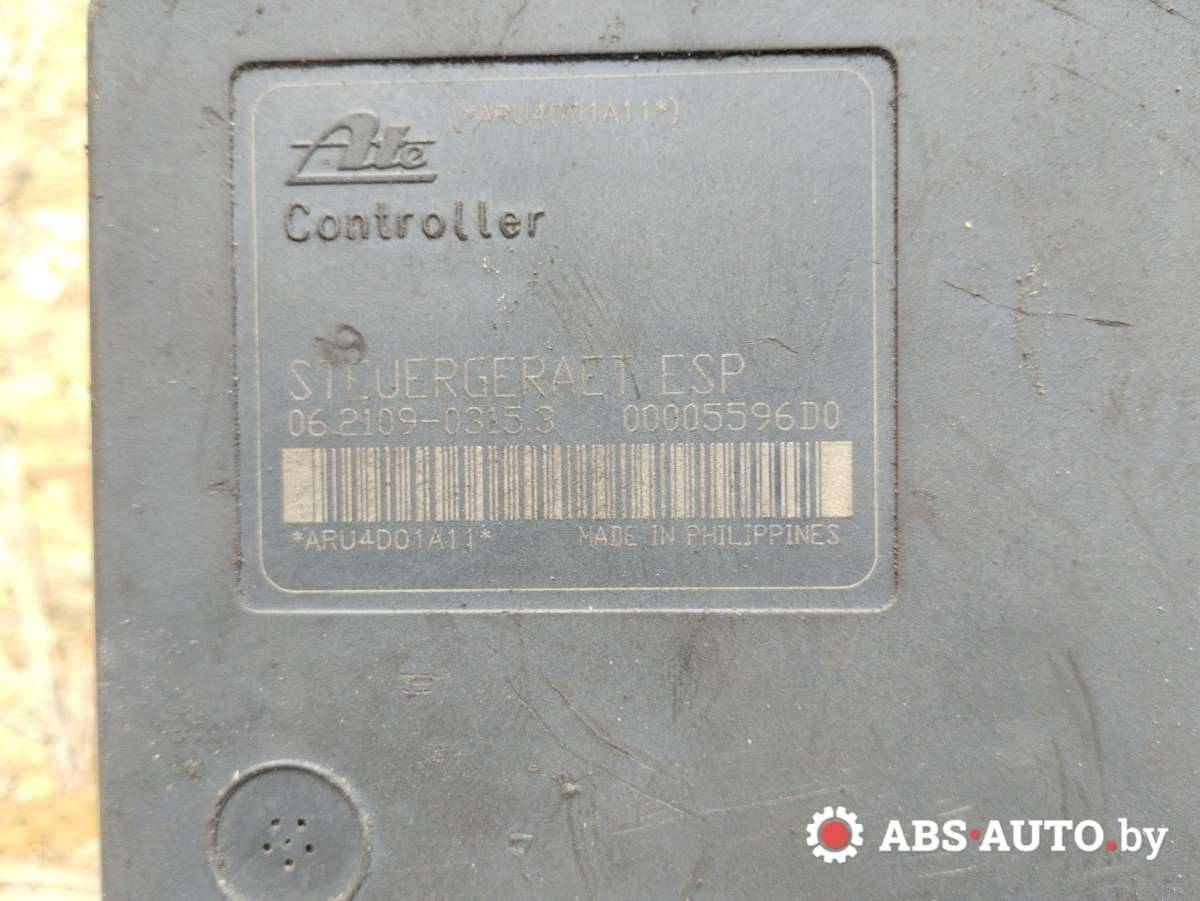 (*ARU4D01A11*)
Ate
Controller
STEUERGERAET ESP
06.2109-0315.3 00005596D0
*ARU4D01A11* MADE IN PHILIPPINES
ABS·AUTO.by